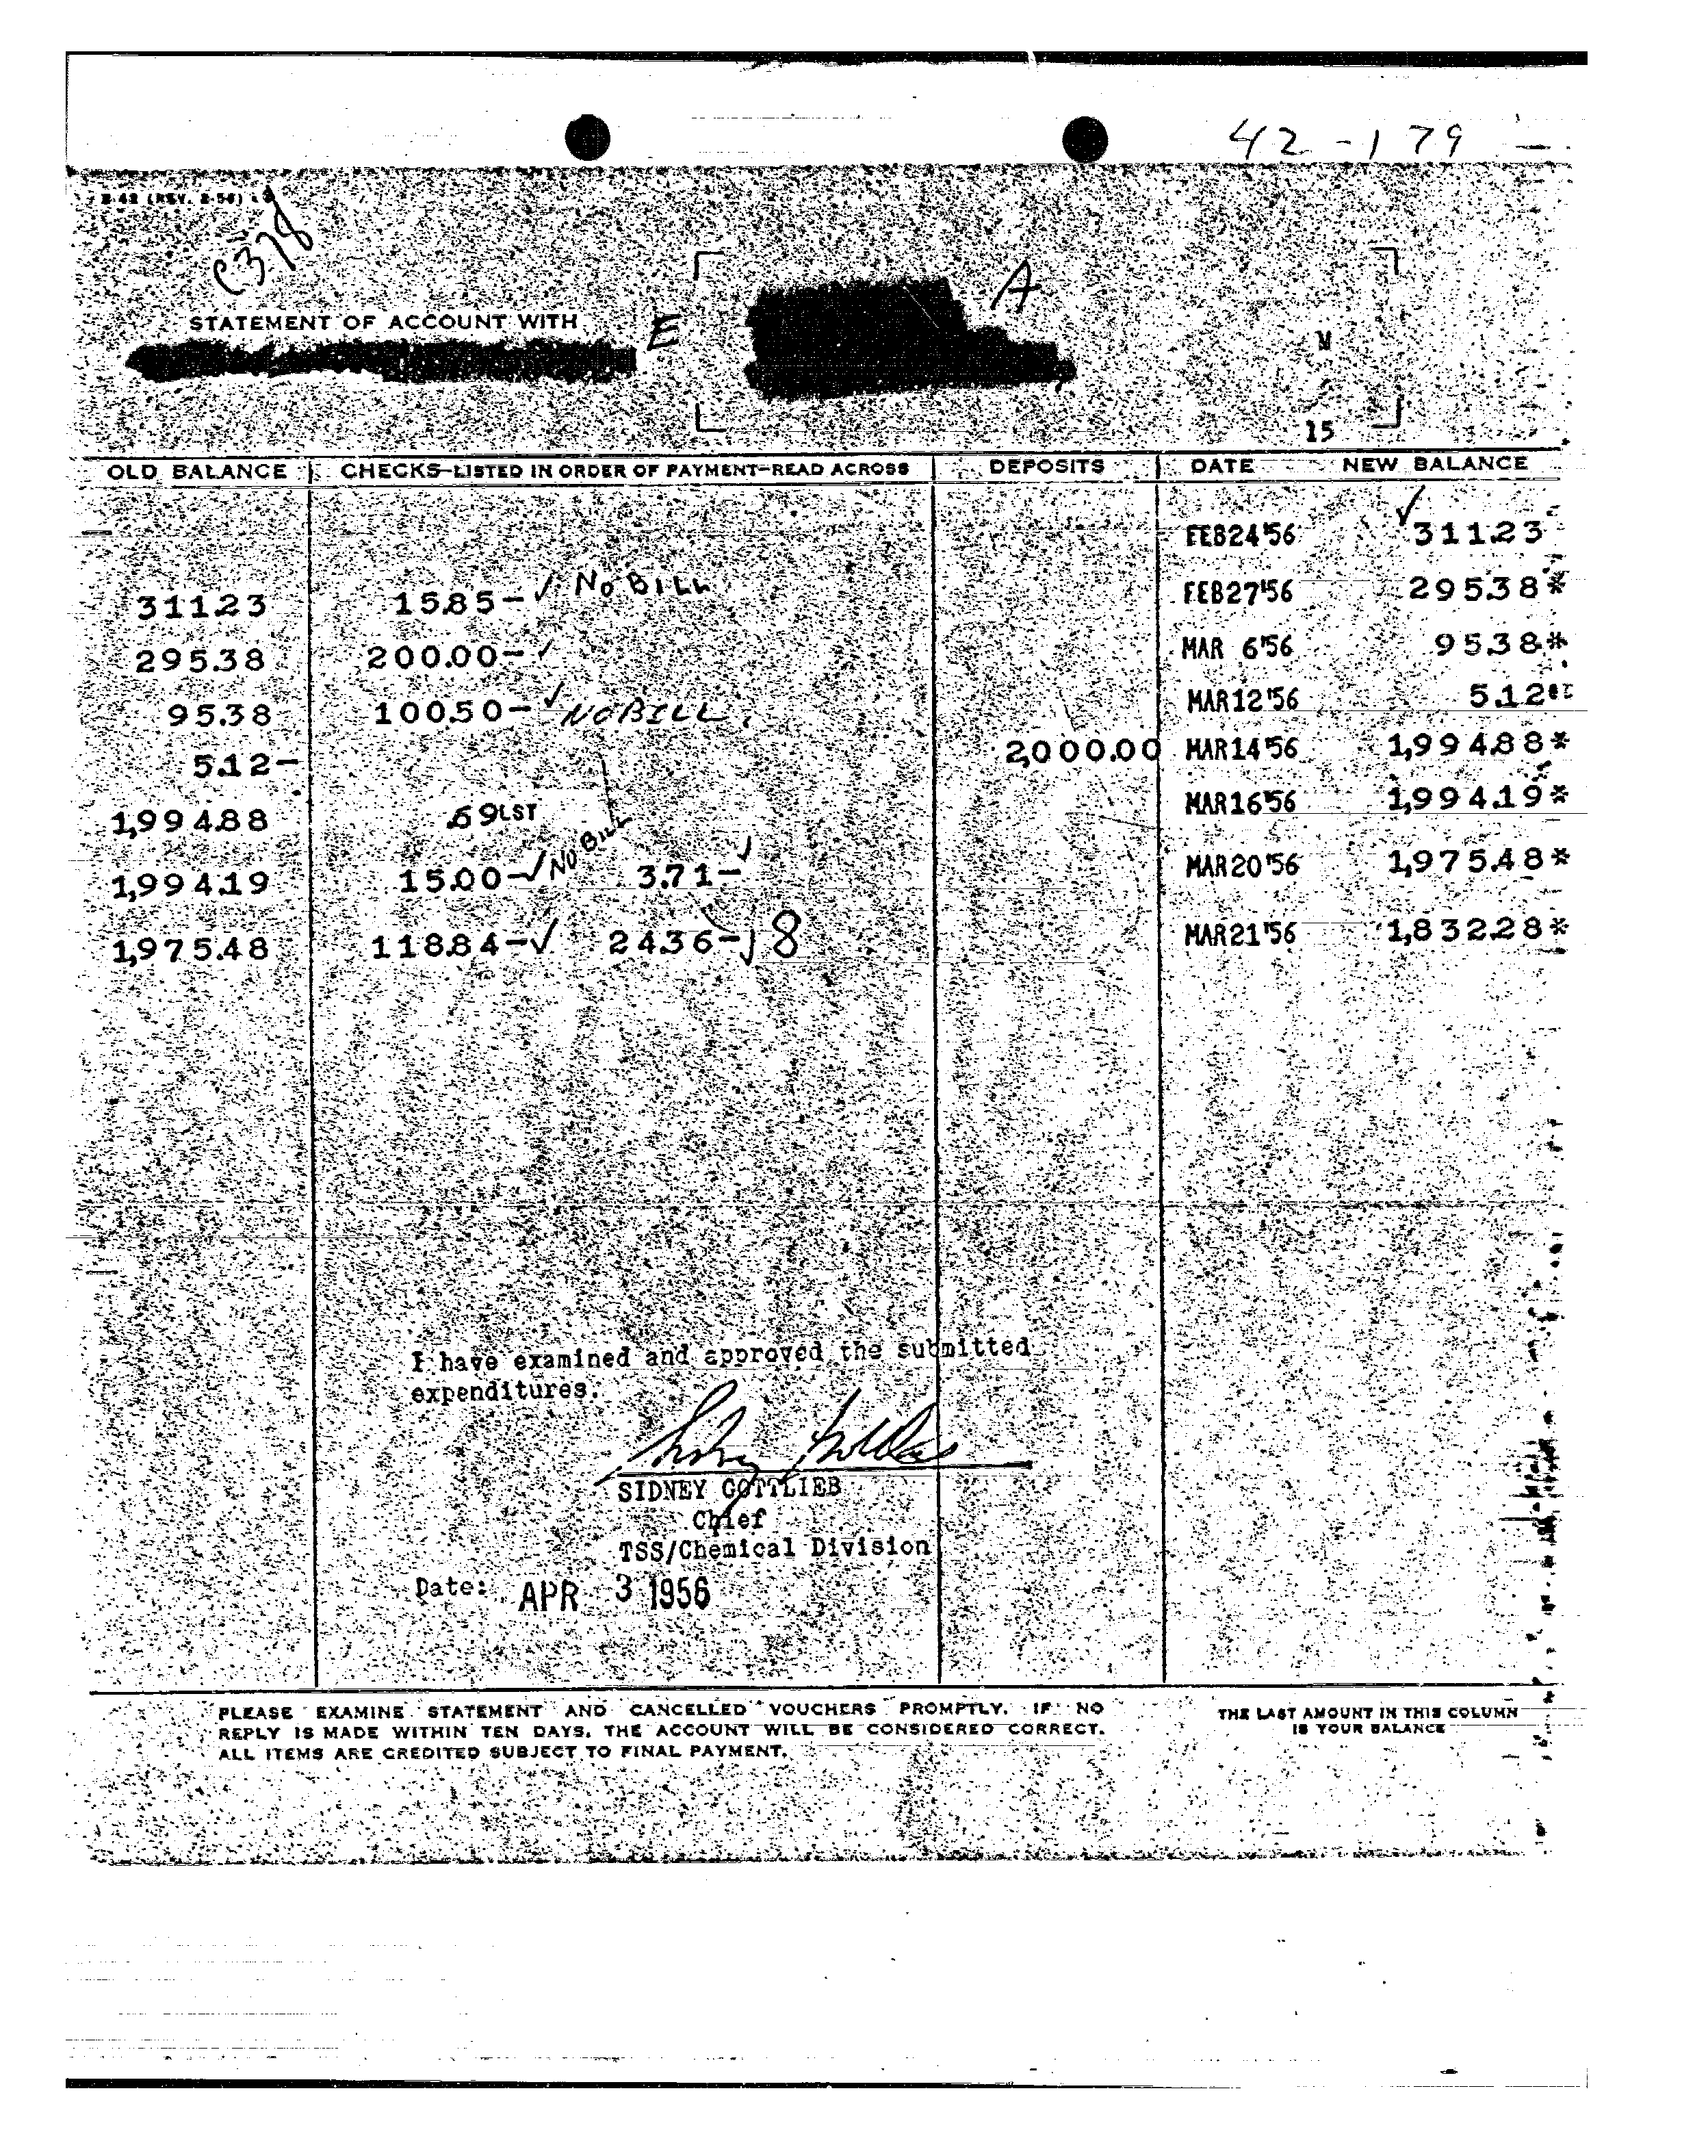 42-179
B-42 (REV. 2-56)
C378
A
STATEMENT OF ACCOUNT WITH E
M
15
OLD BALANCE CHECKS—LISTED IN ORDER OF PAYMENT—READ ACROSS DEPOSITS DATE NEW BALANCE
FEB24'56 ✓311.23
311.23 15.85-✓ NO BILL FEB27'56 295.38*
295.38 200.00-✓ MAR 6'56 95.38*
95.38 100.50-✓ NO BILL. MAR12'56 5.12
5.12- 2,000.00 MAR14'56 1,994.88*
1,994.88 .69LST MAR16'56 1,994.19*
1,994.19 15.00-✓ NO BILL 3.71-✓ MAR20'56 1,975.48*
1,975.48 118.84-✓ 24.36-✓ 8 MAR21'56 1,832.28*
I have examined and approved the submitted
expenditures.
Sidney Gottlieb
SIDNEY GOTTLIEB
Chief
TSS/Chemical Division
Date: APR 3 1956
PLEASE EXAMINE STATEMENT AND CANCELLED VOUCHERS PROMPTLY. IF NO
REPLY IS MADE WITHIN TEN DAYS, THE ACCOUNT WILL BE CONSIDERED CORRECT.
ALL ITEMS ARE CREDITED SUBJECT TO FINAL PAYMENT.
THE LAST AMOUNT IN THIS COLUMN
IS YOUR BALANCE